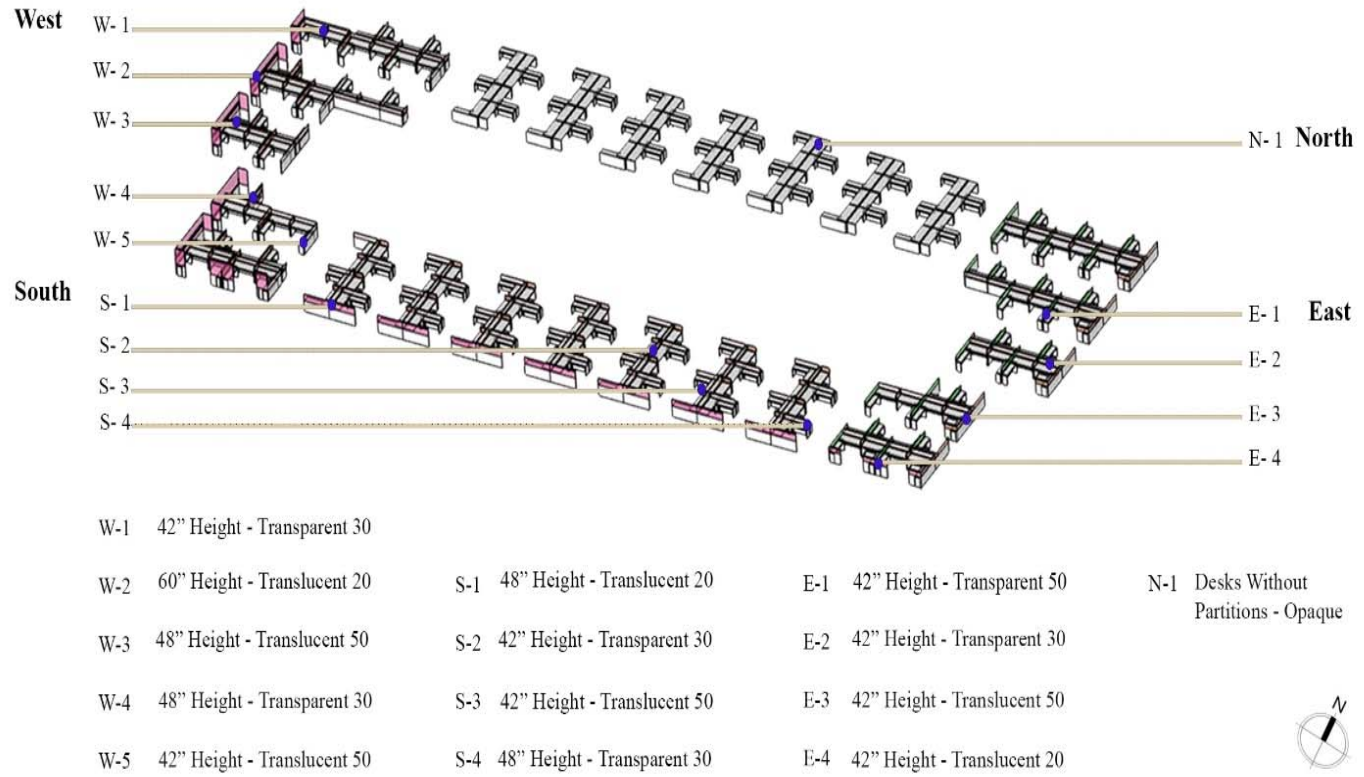 West
W- 1
W- 2
W- 3
W- 4
W- 5
South
S- 1
S- 2
S- 3
S- 4
N- 1 North
E- 1 East
E- 2
E- 3
E- 4
W-1 42” Height - Transparent 30
W-2 60” Height - Translucent 20
W-3 48” Height - Translucent 50
W-4 48” Height - Transparent 30
W-5 42” Height - Translucent 50
S-1 48” Height - Translucent 20
S-2 42” Height - Transparent 30
S-3 42” Height - Translucent 50
S-4 48” Height - Transparent 30
E-1 42” Height - Transparent 50
E-2 42” Height - Transparent 30
E-3 42” Height - Translucent 50
E-4 42” Height - Translucent 20
N-1 Desks Without
Partitions - Opaque
N